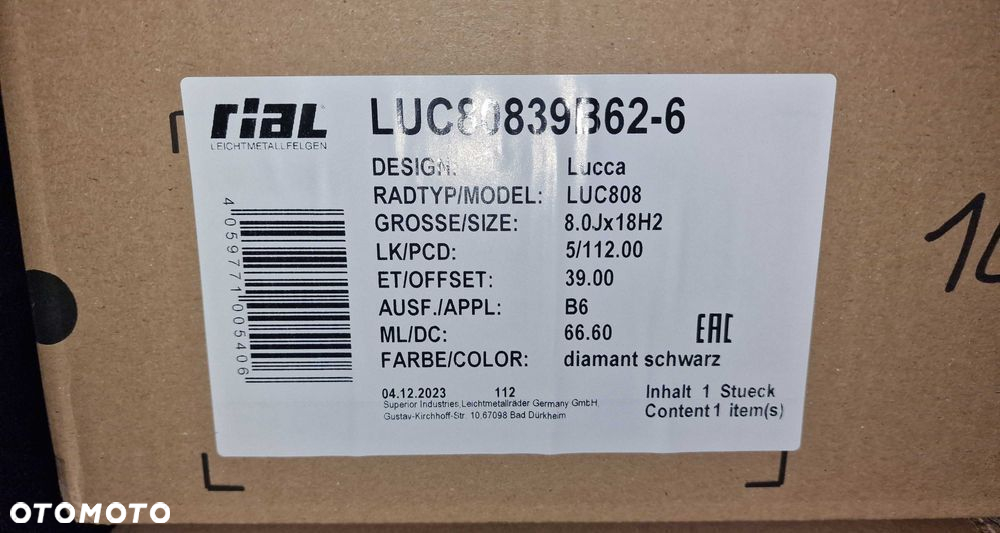 rial
LEICHTMETALLFELGEN
LUC80839B62-6
DESIGN: Lucca
RADTYP/MODEL: LUC808
GROSSE/SIZE: 8.0Jx18H2
LK/PCD: 5/112.00
ET/OFFSET: 39.00
AUSF./APPL: B6
ML/DC: 66.60
FARBE/COLOR: diamant schwarz
4059771005406
EAC
04.12.2023 112
Superior Industries Leichtmetallräder Germany GmbH,
Gustav-Kirchhoff-Str. 10,67098 Bad Dürkheim
Inhalt 1 Stueck
Content 1 item(s)
OTOMOTO